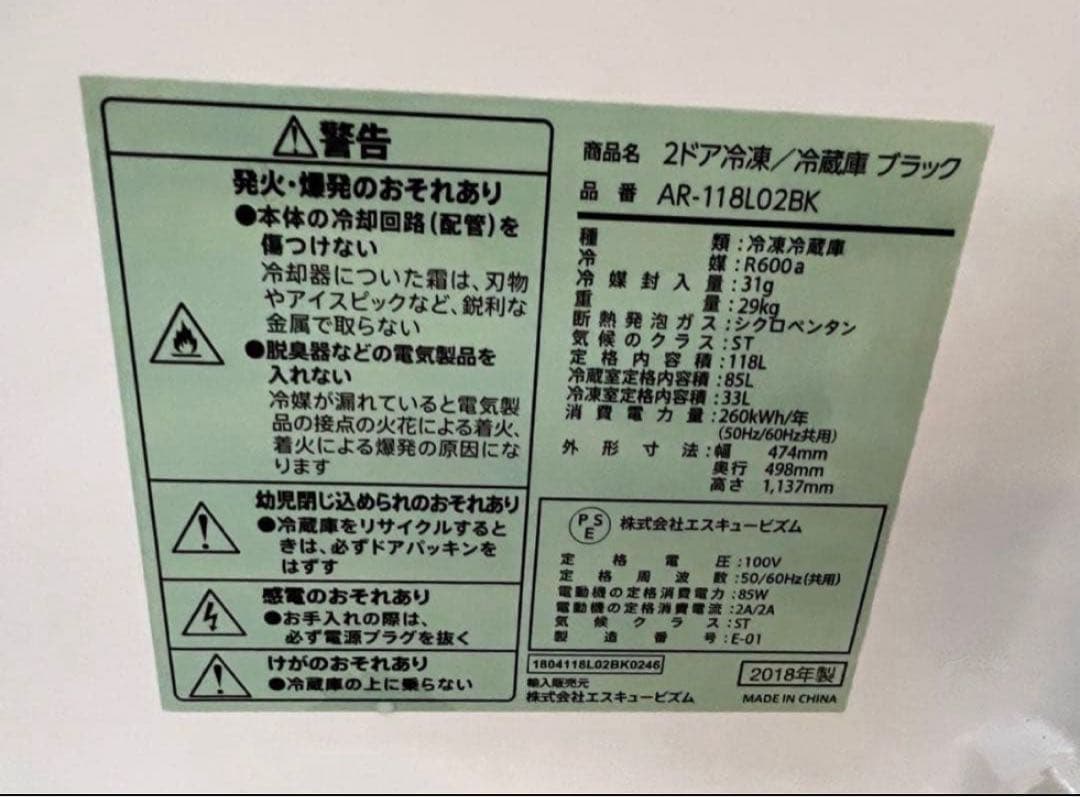 ⚠警告
発火・爆発のおそれあり
●本体の冷却回路(配管)を
傷つけない
冷却器についた霜は、刃物
やアイスピックなど、鋭利な
金属で取らない
●脱臭器などの電気製品を
入れない
冷媒が漏れていると電気製
品の接点の火花による着火、
着火による爆発の原因にな
ります
幼児閉じ込められのおそれあり
●冷蔵庫をリサイクルすると
きは、必ずドアパッキンを
はずす
感電のおそれあり
●お手入れの際は、
必ず電源プラグを抜く
けがのおそれあり
●冷蔵庫の上に乗らない
商品名 2ドア冷凍/冷蔵庫 ブラック
品番 AR-118L02BK
種類:冷凍冷蔵庫
冷媒:R600a
冷媒封入量:31g
重量:29kg
断熱発泡ガス:シクロペンタン
気候のクラス:ST
定格内容積:118L
冷蔵室定格内容積:85L
冷凍室定格内容積:33L
消費電力量:260kWh/年
(50Hz/60Hz共用)
外形寸法:幅 474mm
奥行 498mm
高さ 1,137mm
PSE 株式会社エスキュービズム
定格電圧:100V
定格周波数:50/60Hz(共用)
電動機の定格消費電力:85W
電動機の定格消費電流:2A/2A
気候クラス:ST
製造番号:E-01
1804118L02BK0246
輸入販売元
株式会社エスキュービズム
2018年製
MADE IN CHINA